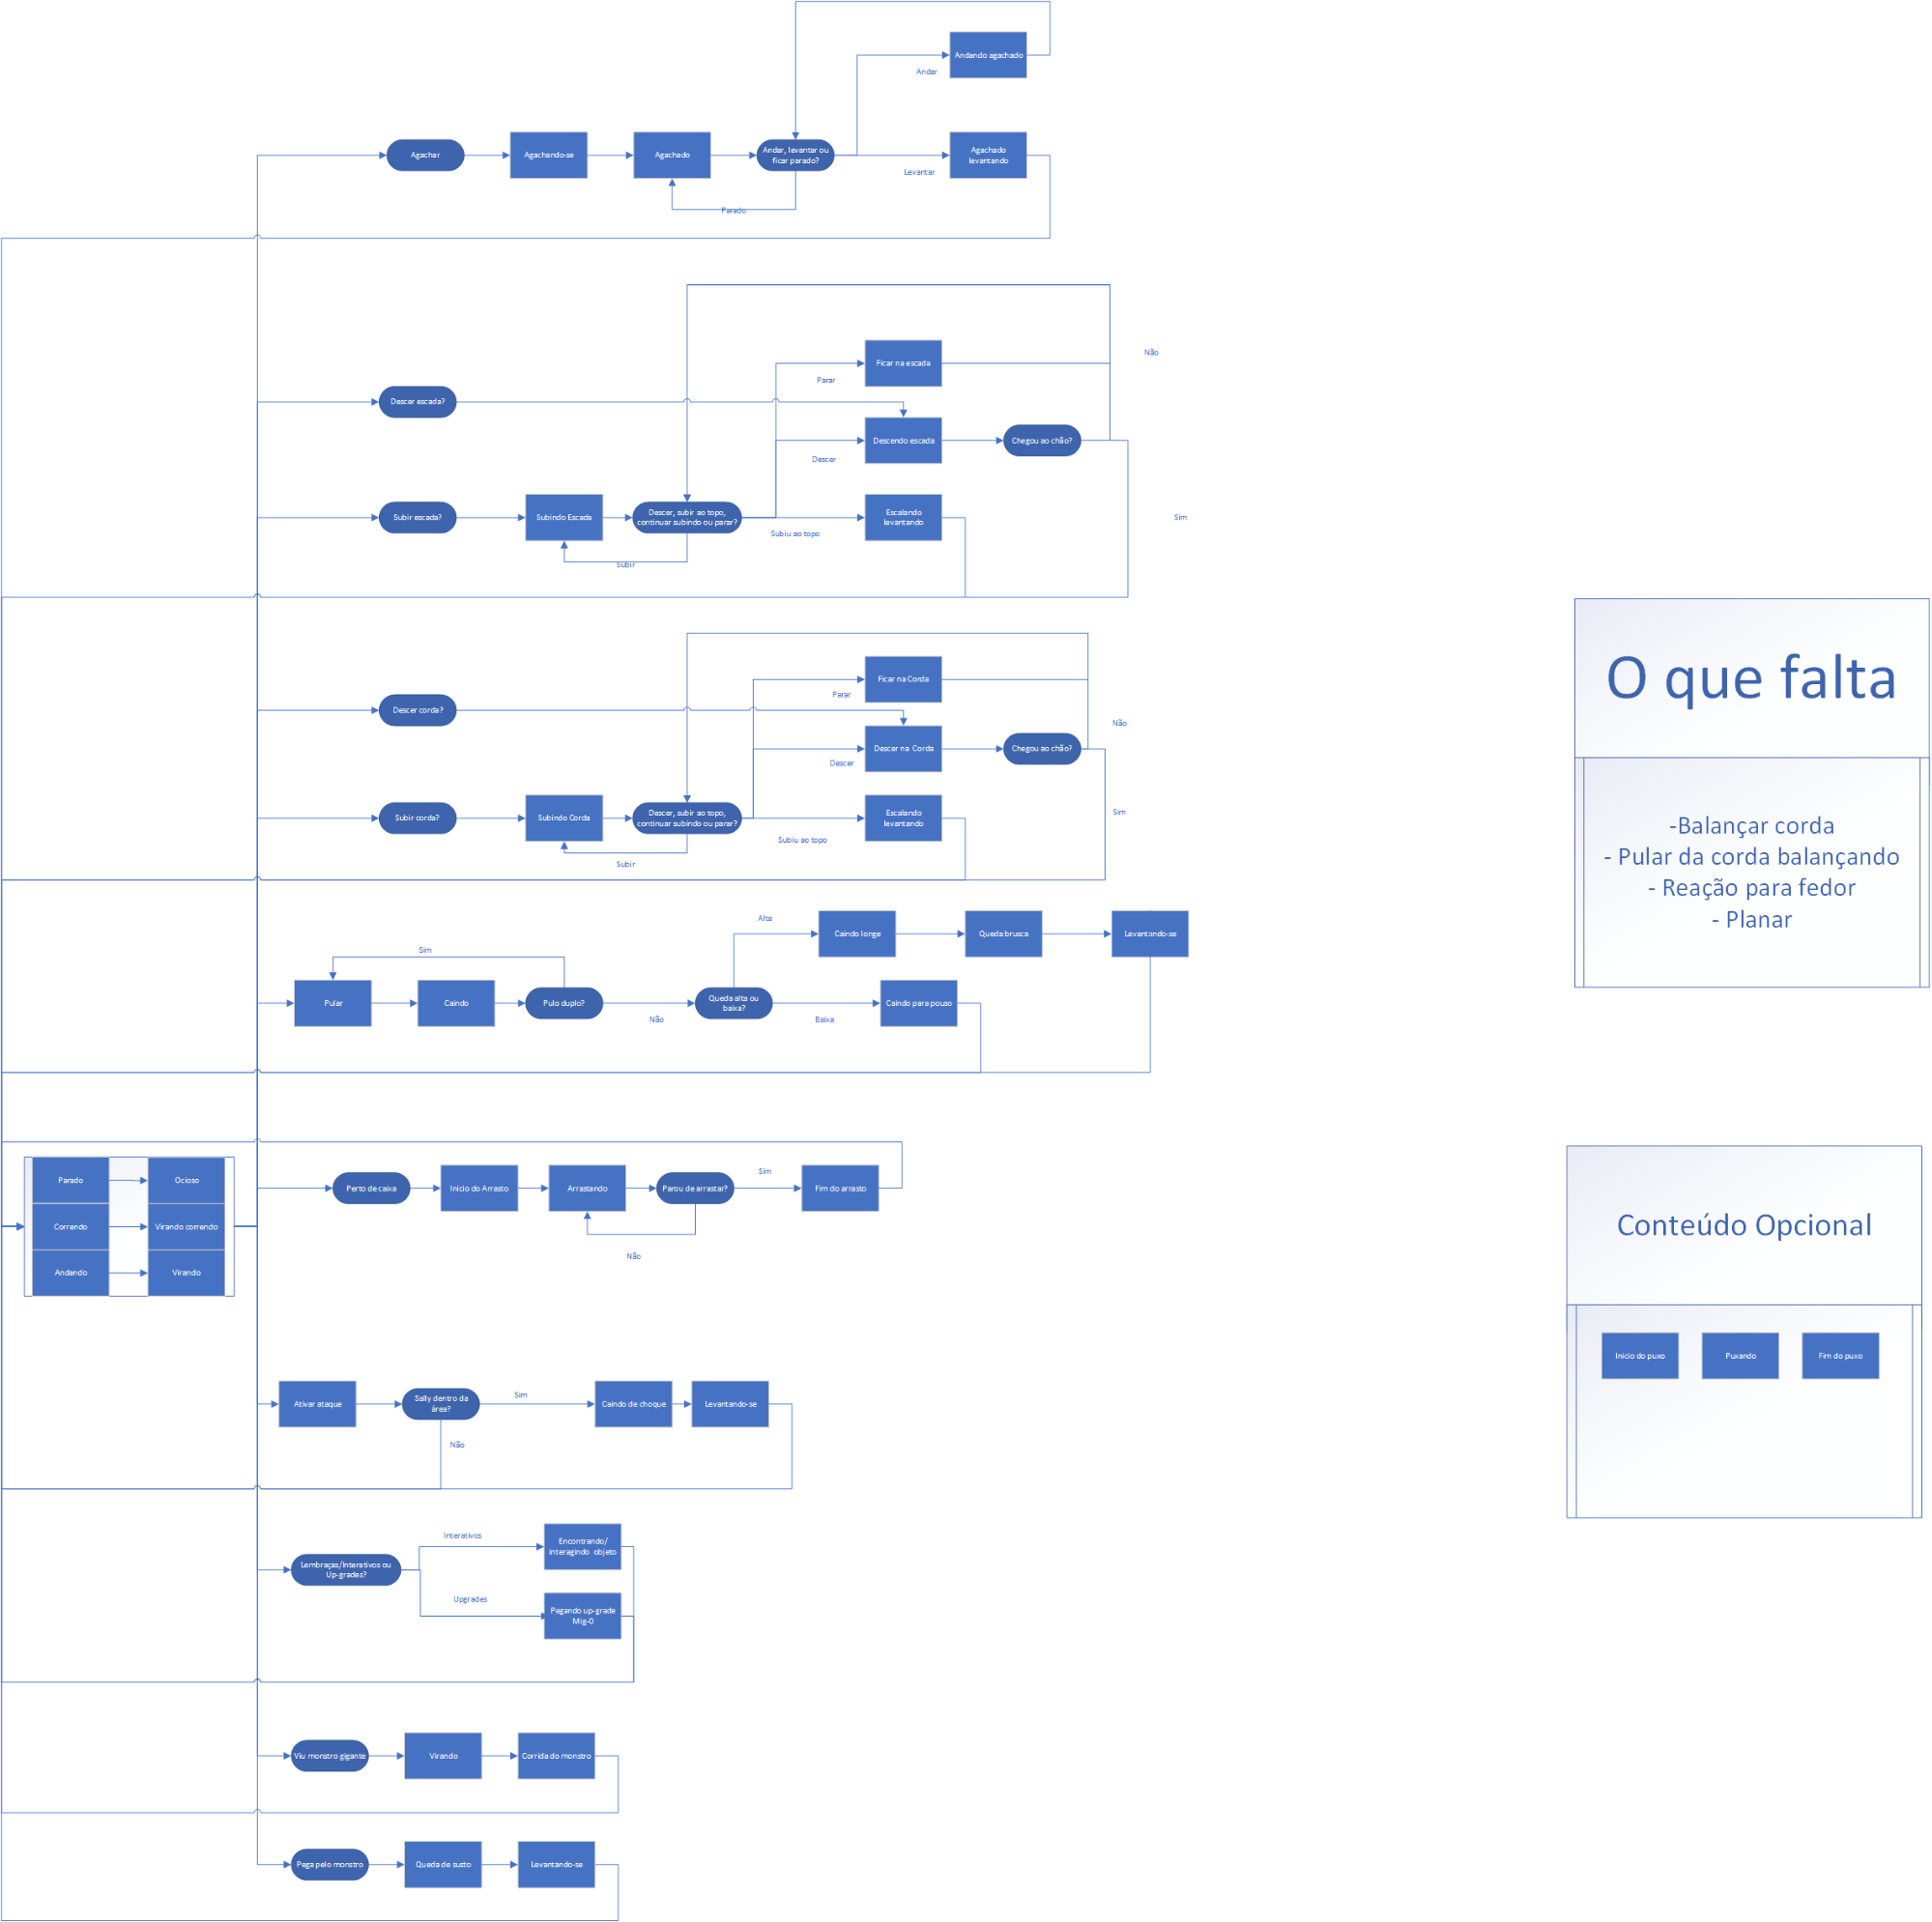 Andando agachado
Andar
Agachar
Agachando-se
Agachado
Andar, levantar ou
ficar parado?
Agachado
levantando
Levantar
Parado
Não
Ficar na escada
Parar
Descer escada?
Descendo escada
Chegou ao chão?
Descer
Subir escada?
Subindo Escada
Descer, subir ao topo,
continuar subindo ou parar?
Escalando
levantando
Sim
Subiu ao topo
Subir
Ficar na Corda
Parar
Descer corda?
Não
Descer na Corda
Chegou ao chão?
Descer
Subir corda?
Subindo Corda
Descer, subir ao topo,
continuar subindo ou parar?
Escalando
levantando
Sim
Subiu ao topo
Subir
O que falta
-Balançar corda
- Pular da corda balançando
- Reação para fedor
- Planar
Alta
Caindo longe
Queda brusca
Levantando-se
Sim
Pular
Caindo
Pulo duplo?
Queda alta ou
baixa?
Caindo para pouso
Não
Baixa
Parado
Ocioso
Correndo
Virando correndo
Andando
Virando
Perto de caixa
Inicio do Arrasto
Arrastando
Parou de arrastar?
Sim
Fim do arrasto
Não
Conteúdo Opcional
Inicio do puxo
Puxando
Fim do puxo
Ativar ataque
Sally dentro da
área?
Sim
Caindo de choque
Levantando-se
Não
Interativos
Encontrando/
interagindo objeto
Lembraças/Interativos ou
Up-grades?
Upgrades
Pegando up-grade
Mig-0
Viu monstro gigante
Virando
Corrida do monstro
Pega pelo monstro
Queda de susto
Levantando-se